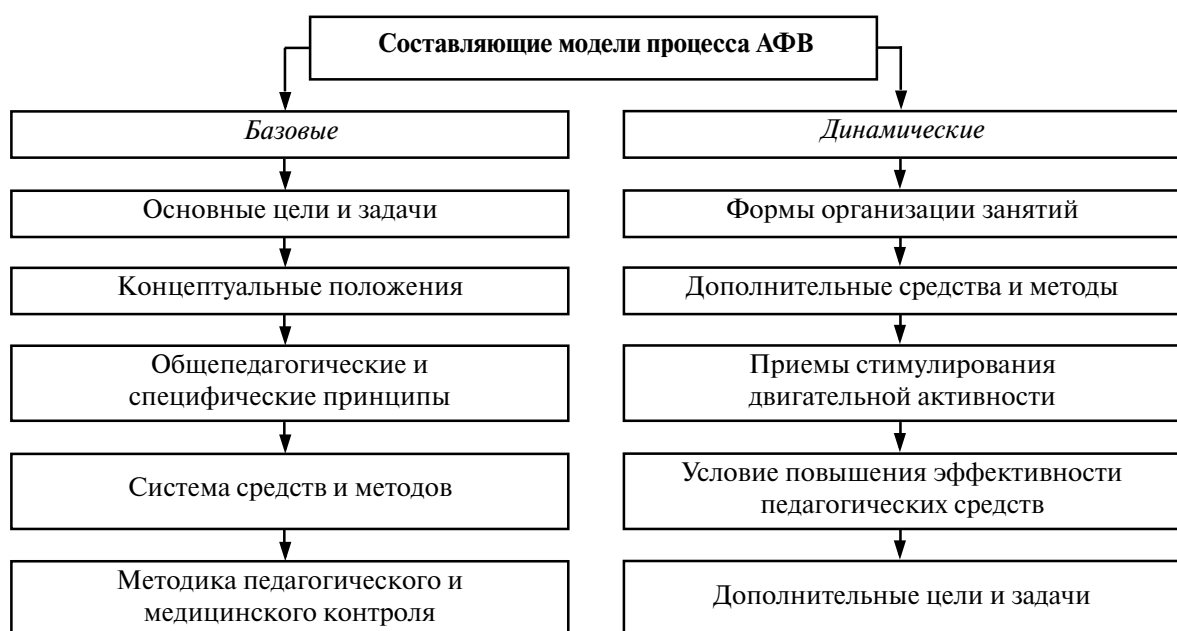 Составляющие модели процесса АФВ
Базовые
Основные цели и задачи
Концептуальные положения
Общепедагогические и
специфические принципы
Система средств и методов
Методика педагогического и
медицинского контроля
Динамические
Формы организации занятий
Дополнительные средства и методы
Приемы стимулирования
двигательной активности
Условие повышения эффективности
педагогических средств
Дополнительные цели и задачи